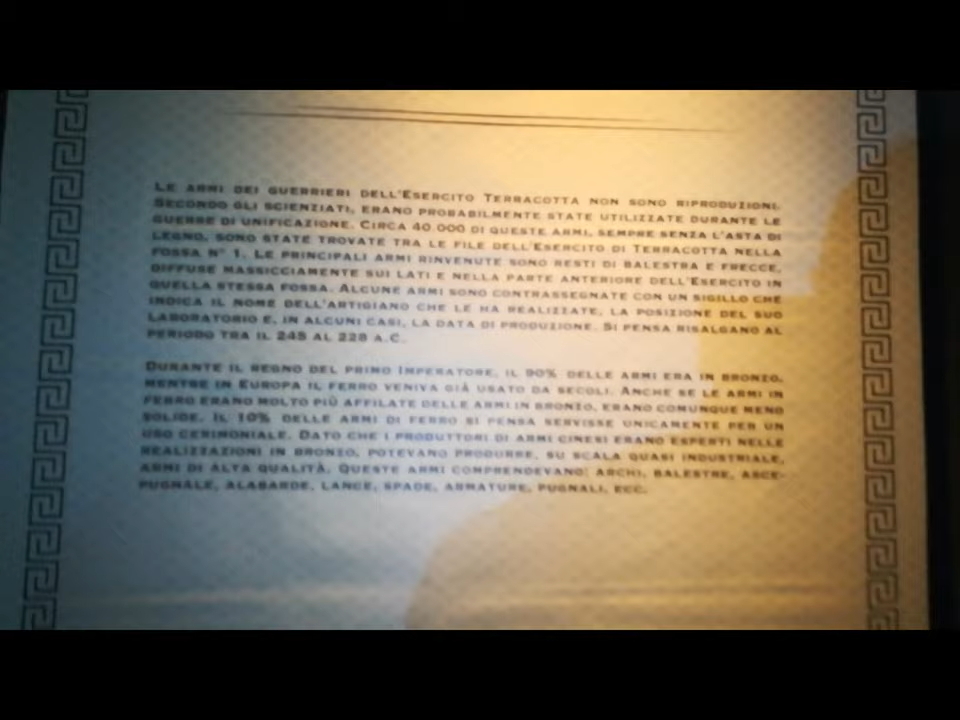 LE ARMI DEI GUERRIERI DELL'ESERCITO TERRACOTTA NON SONO RIPRODUZIONI.
SECONDO GLI SCIENZIATI, ERANO PROBABILMENTE STATE UTILIZZATE DURANTE LE
GUERRE DI UNIFICAZIONE. CIRCA 40.000 DI QUESTE ARMI, SEMPRE SENZA L'ASTA DI
LEGNO, SONO STATE TROVATE TRA LE FILE DELL'ESERCITO DI TERRACOTTA NELLA
FOSSA N° 1. LE PRINCIPALI ARMI RINVENUTE SONO RESTI DI BALESTRA E FRECCE,
DIFFUSE MASSICCIAMENTE SUI LATI E NELLA PARTE ANTERIORE DELL'ESERCITO IN
QUELLA STESSA FOSSA. ALCUNE ARMI SONO CONTRASSEGNATE CON UN SIGILLO CHE
INDICA IL NOME DELL'ARTIGIANO CHE LE HA REALIZZATE, LA POSIZIONE DEL SUO
LABORATORIO E, IN ALCUNI CASI, LA DATA DI PRODUZIONE. SI PENSA RISALGANO AL
PERIODO TRA IL 245 AL 228 A.C.
DURANTE IL REGNO DEL PRIMO IMPERATORE, IL 90% DELLE ARMI ERA IN BRONZO,
MENTRE IN EUROPA IL FERRO VENIVA GIÀ USATO DA SECOLI. ANCHE SE LE ARMI IN
FERRO ERANO MOLTO PIÙ AFFILATE DELLE ARMI IN BRONZO, ERANO COMUNQUE MENO
SOLIDE. IL 10% DELLE ARMI DI FERRO SI PENSA SERVISSE UNICAMENTE PER UN
USO CERIMONIALE. DATO CHE I PRODUTTORI DI ARMI CINESI ERANO ESPERTI NELLE
REALIZZAZIONI IN BRONZO, POTEVANO PRODURRE, SU SCALA QUASI INDUSTRIALE,
ARMI DI ALTA QUALITÀ. QUESTE ARMI COMPRENDEVANO: ARCHI, BALESTRE, ASCE-
PUGNALE, ALABARDE, LANCE, SPADE, ARMATURE, PUGNALI, ECC.